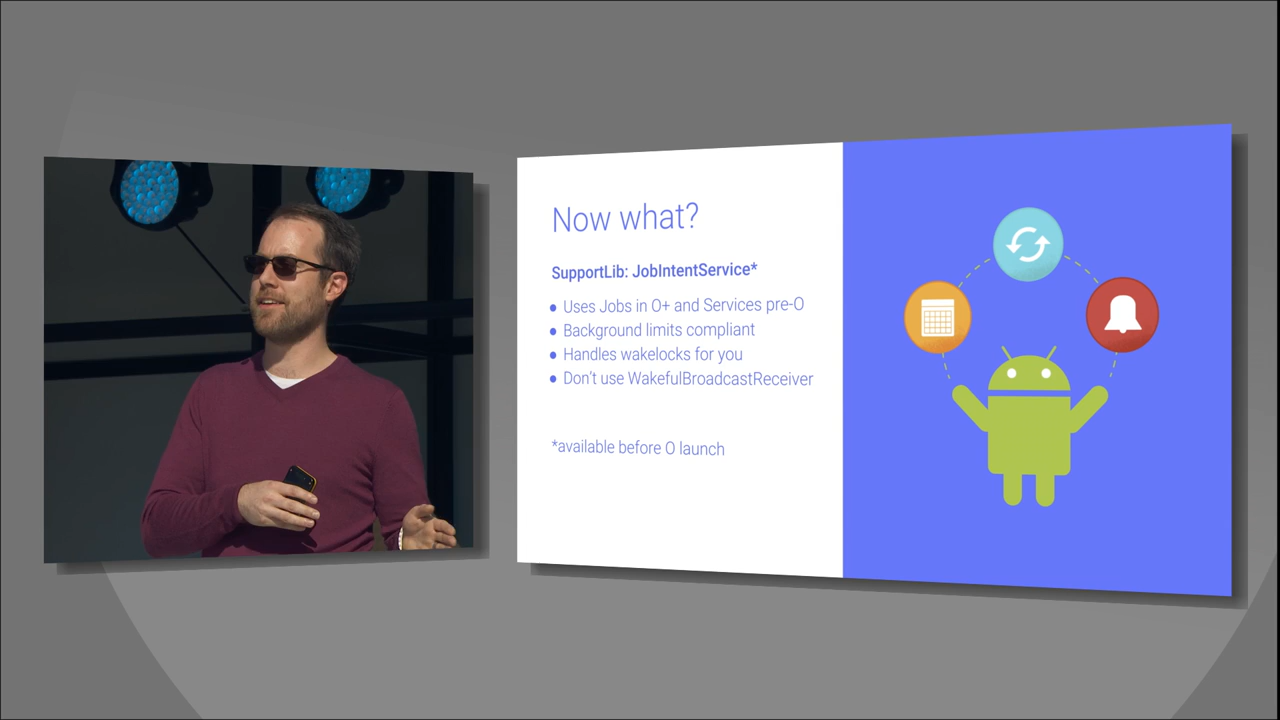 Now what?
SupportLib: JobIntentService*
● Uses Jobs in O+ and Services pre-O
● Background limits compliant
● Handles wakelocks for you
● Don't use WakefulBroadcastReceiver
*available before O launch